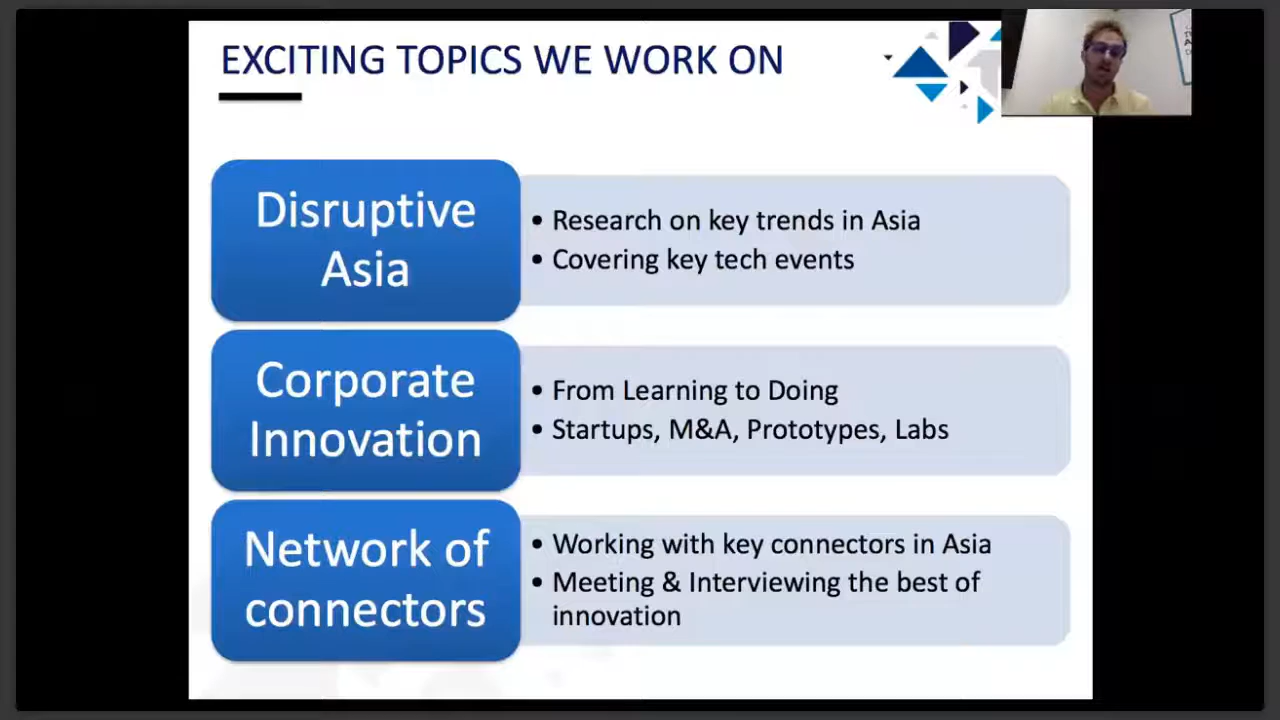 EXCITING TOPICS WE WORK ON
Disruptive
Asia
• Research on key trends in Asia
• Covering key tech events
Corporate
Innovation
• From Learning to Doing
• Startups, M&A, Prototypes, Labs
Network of
connectors
• Working with key connectors in Asia
• Meeting & Interviewing the best of
innovation